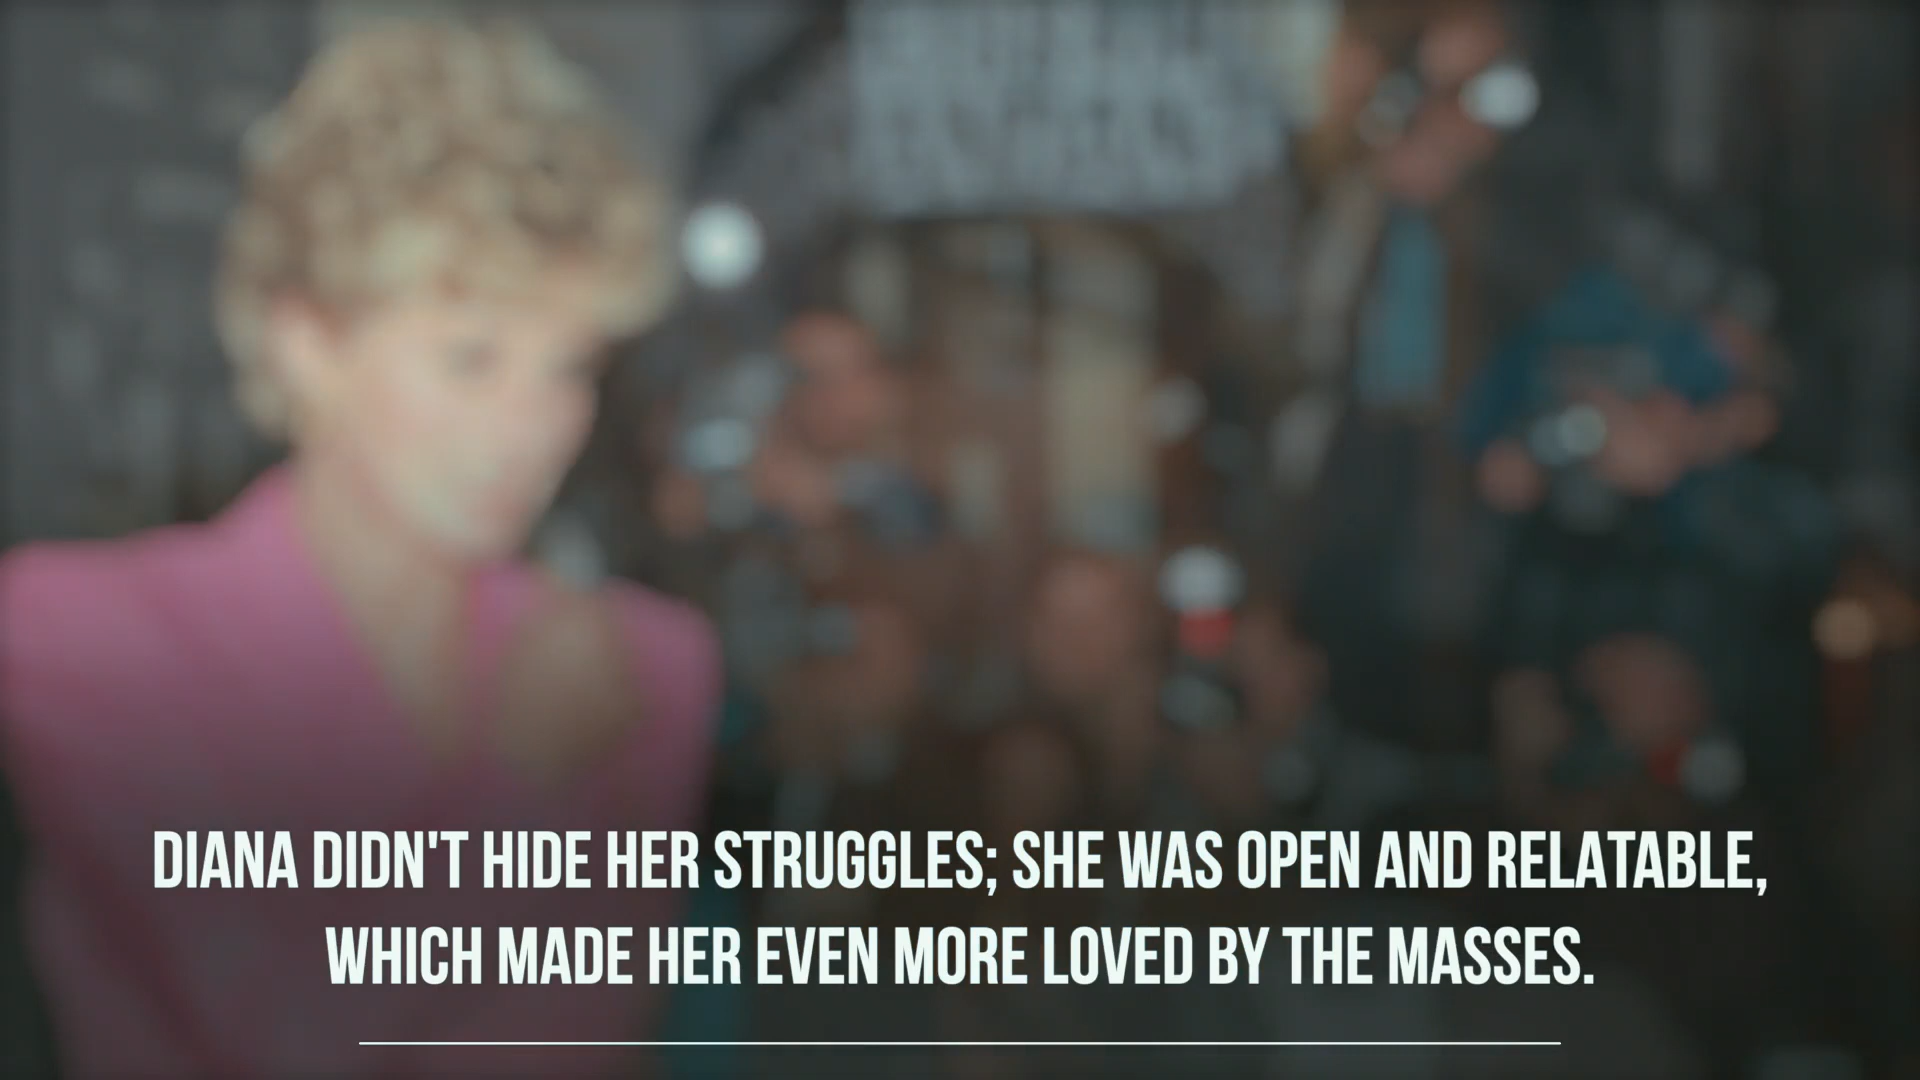 DIANA DIDN'T HIDE HER STRUGGLES; SHE WAS OPEN AND RELATABLE,
WHICH MADE HER EVEN MORE LOVED BY THE MASSES.